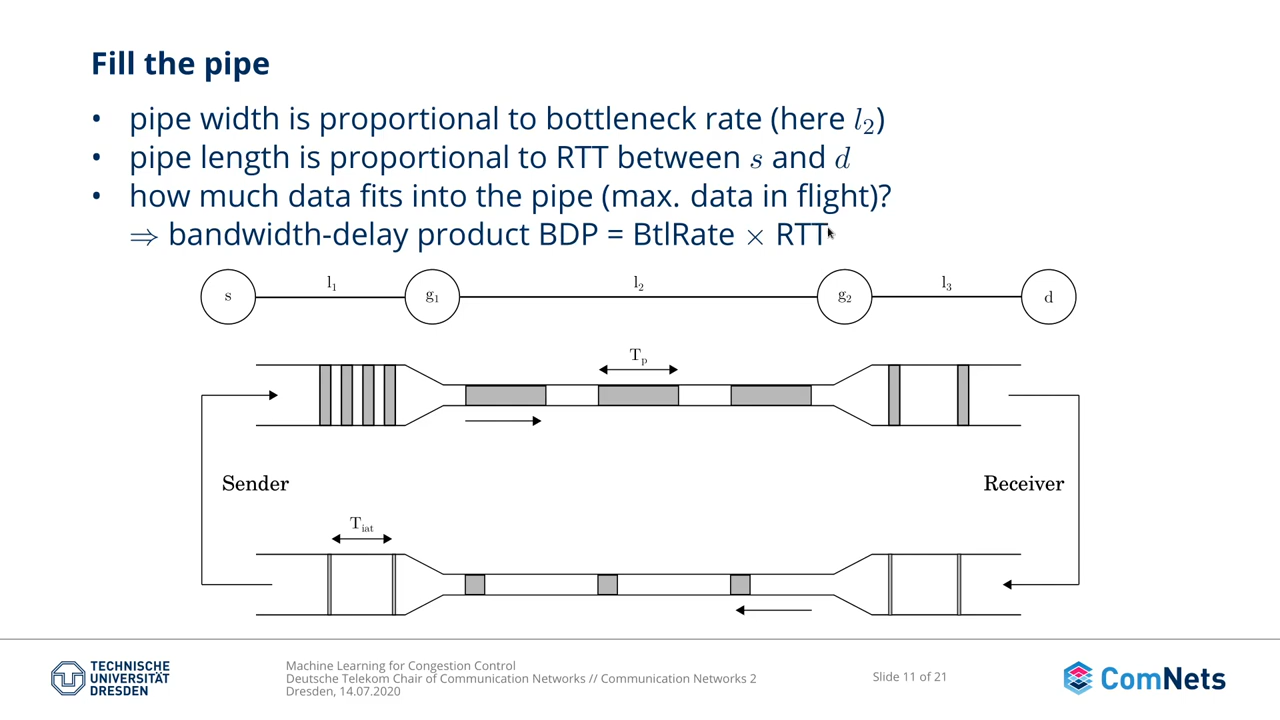 Fill the pipe
• pipe width is proportional to bottleneck rate (here l₂)
• pipe length is proportional to RTT between s and d
• how much data fits into the pipe (max. data in flight)?
⇒ bandwidth-delay product BDP = BtlRate × RTT
s l₁ g₁ l₂ g₂ l₃ d
Tₚ
Sender Receiver
Tᵢₐₜ
TECHNISCHE
UNIVERSITÄT
DRESDEN
Machine Learning for Congestion Control
Deutsche Telekom Chair of Communication Networks // Communication Networks 2
Dresden, 14.07.2020
Slide 11 of 21
ComNets